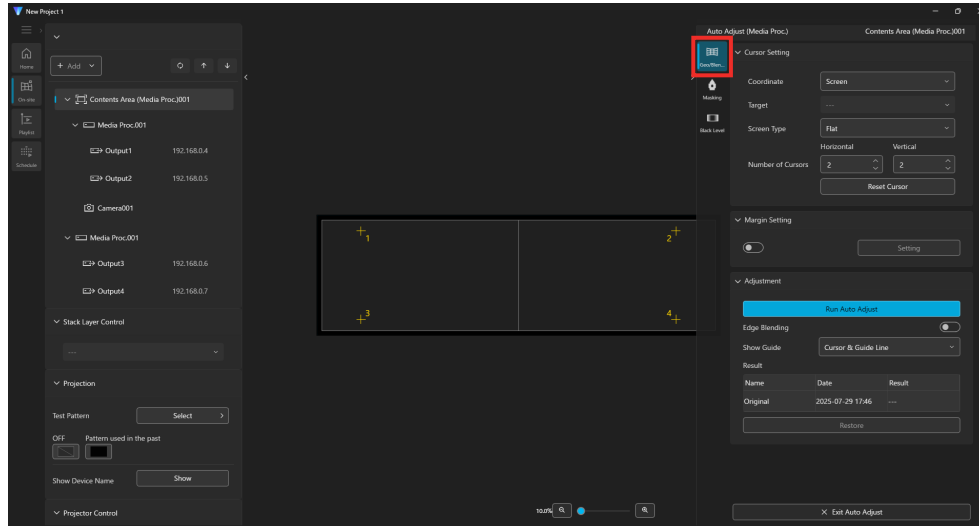 New Project 1
Home
On-site
Playlist
Schedule
+ Add
Contents Area (Media Proc.)001
Media Proc.001
Output1 192.168.0.4
Output2 192.168.0.5
Camera001
Media Proc.001
Output3 192.168.0.6
Output4 192.168.0.7
Stack Layer Control
---
Projection
Test Pattern Select
OFF Pattern used in the past
Show Device Name Show
Projector Control
1 2
3 4
10.0%
Auto Adjust (Media Proc.) Contents Area (Media Proc.)001
Geo/Blen...
Masking
Black Level
Cursor Setting
Coordinate Screen
Target ---
Screen Type Flat
Horizontal Vertical
Number of Cursors 2 2
Reset Cursor
Margin Setting
Setting
Adjustment
Run Auto Adjust
Edge Blending
Show Guide Cursor & Guide Line
Result
Name Date Result
Original 2025-07-29 17:46 ---
Restore
Exit Auto Adjust